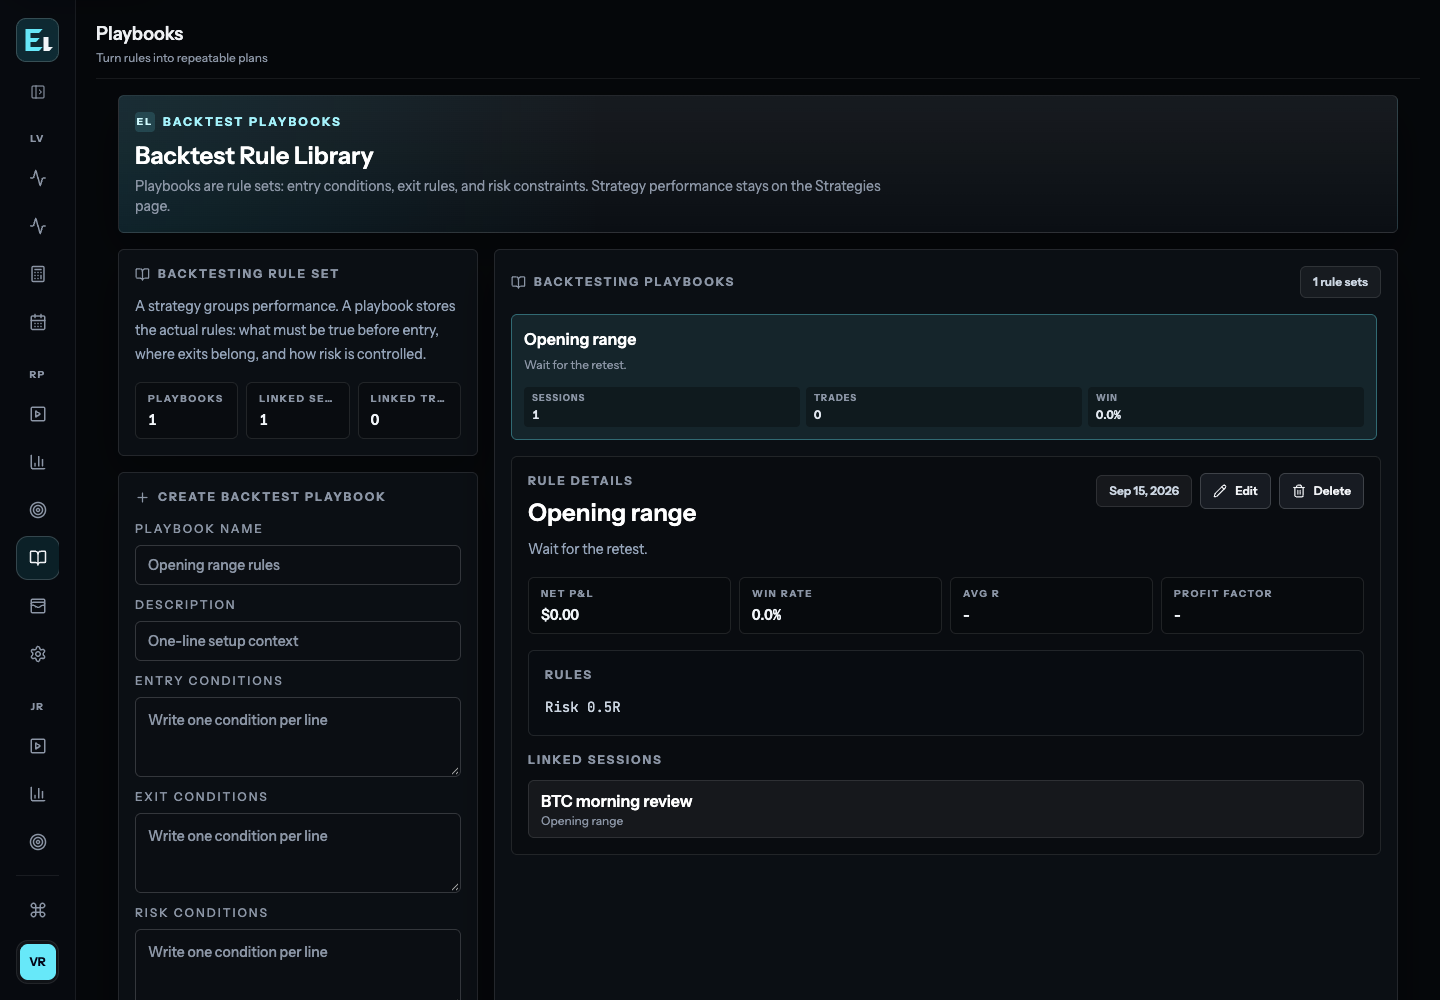 EL
Playbooks
Turn rules into repeatable plans
LV
RP
JR
VR
EL BACKTEST PLAYBOOKS
Backtest Rule Library
Playbooks are rule sets: entry conditions, exit rules, and risk constraints. Strategy performance stays on the Strategies
page.
BACKTESTING RULE SET
A strategy groups performance. A playbook stores
the actual rules: what must be true before entry,
where exits belong, and how risk is controlled.
PLAYBOOKS
1
LINKED SE...
1
LINKED TR...
0
CREATE BACKTEST PLAYBOOK
PLAYBOOK NAME
Opening range rules
DESCRIPTION
One-line setup context
ENTRY CONDITIONS
Write one condition per line
EXIT CONDITIONS
Write one condition per line
RISK CONDITIONS
Write one condition per line
BACKTESTING PLAYBOOKS
1 rule sets
Opening range
Wait for the retest.
SESSIONS
1
TRADES
0
WIN
0.0%
RULE DETAILS
Opening range
Sep 15, 2026
Edit
Delete
Wait for the retest.
NET P&L
$0.00
WIN RATE
0.0%
AVG R
-
PROFIT FACTOR
-
RULES
Risk 0.5R
LINKED SESSIONS
BTC morning review
Opening range